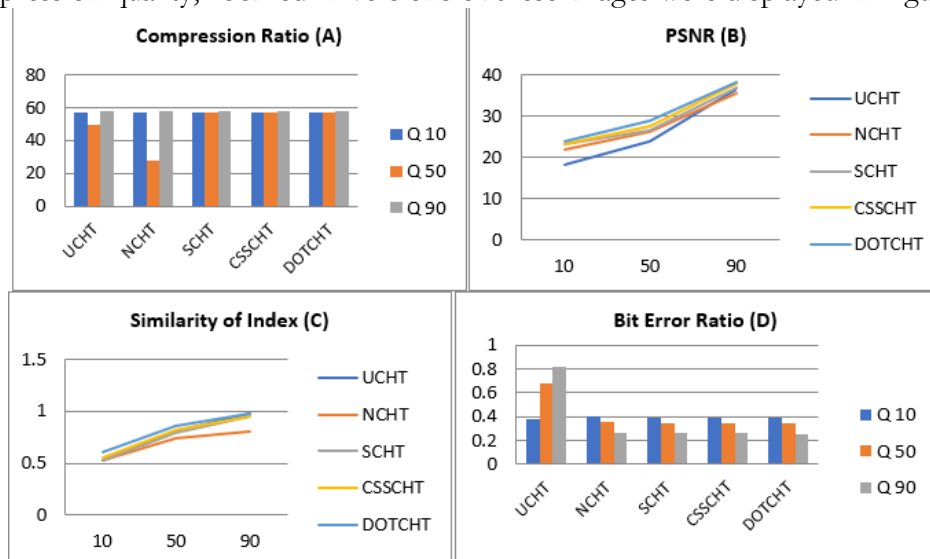 Compression Ratio (A)
80
60
40
20
0
UCHT
NCHT
SCHT
CSSCHT
DOTCHT
Q 10
Q 50
Q 90
PSNR (B)
40
30
20
10
0
10
50
90
UCHT
NCHT
SCHT
CSSCHT
DOTCHT
Similarity of Index (C)
1.5
1
0.5
0
10
50
90
UCHT
NCHT
SCHT
CSSCHT
DOTCHT
Bit Error Ratio (D)
1
0.8
0.6
0.4
0.2
0
UCHT
NCHT
SCHT
CSSCHT
DOTCHT
Q 10
Q 50
Q 90